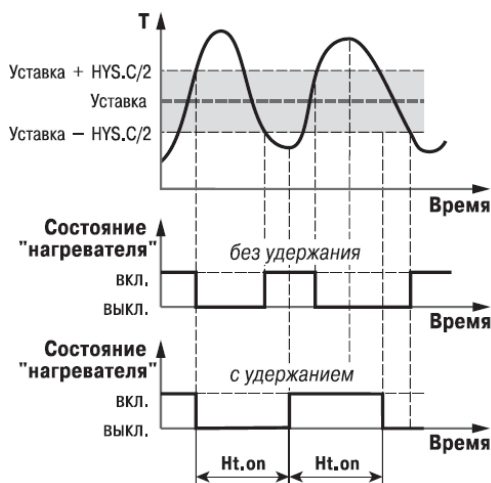 T
Уставка + HYS.C/2
Уставка
Уставка − HYS.C/2
Время
Состояние
"нагревателя"
без удержания
вкл.
выкл.
Время
Состояние
"нагревателя"
с удержанием
вкл.
выкл.
Время
Ht.on
Ht.on